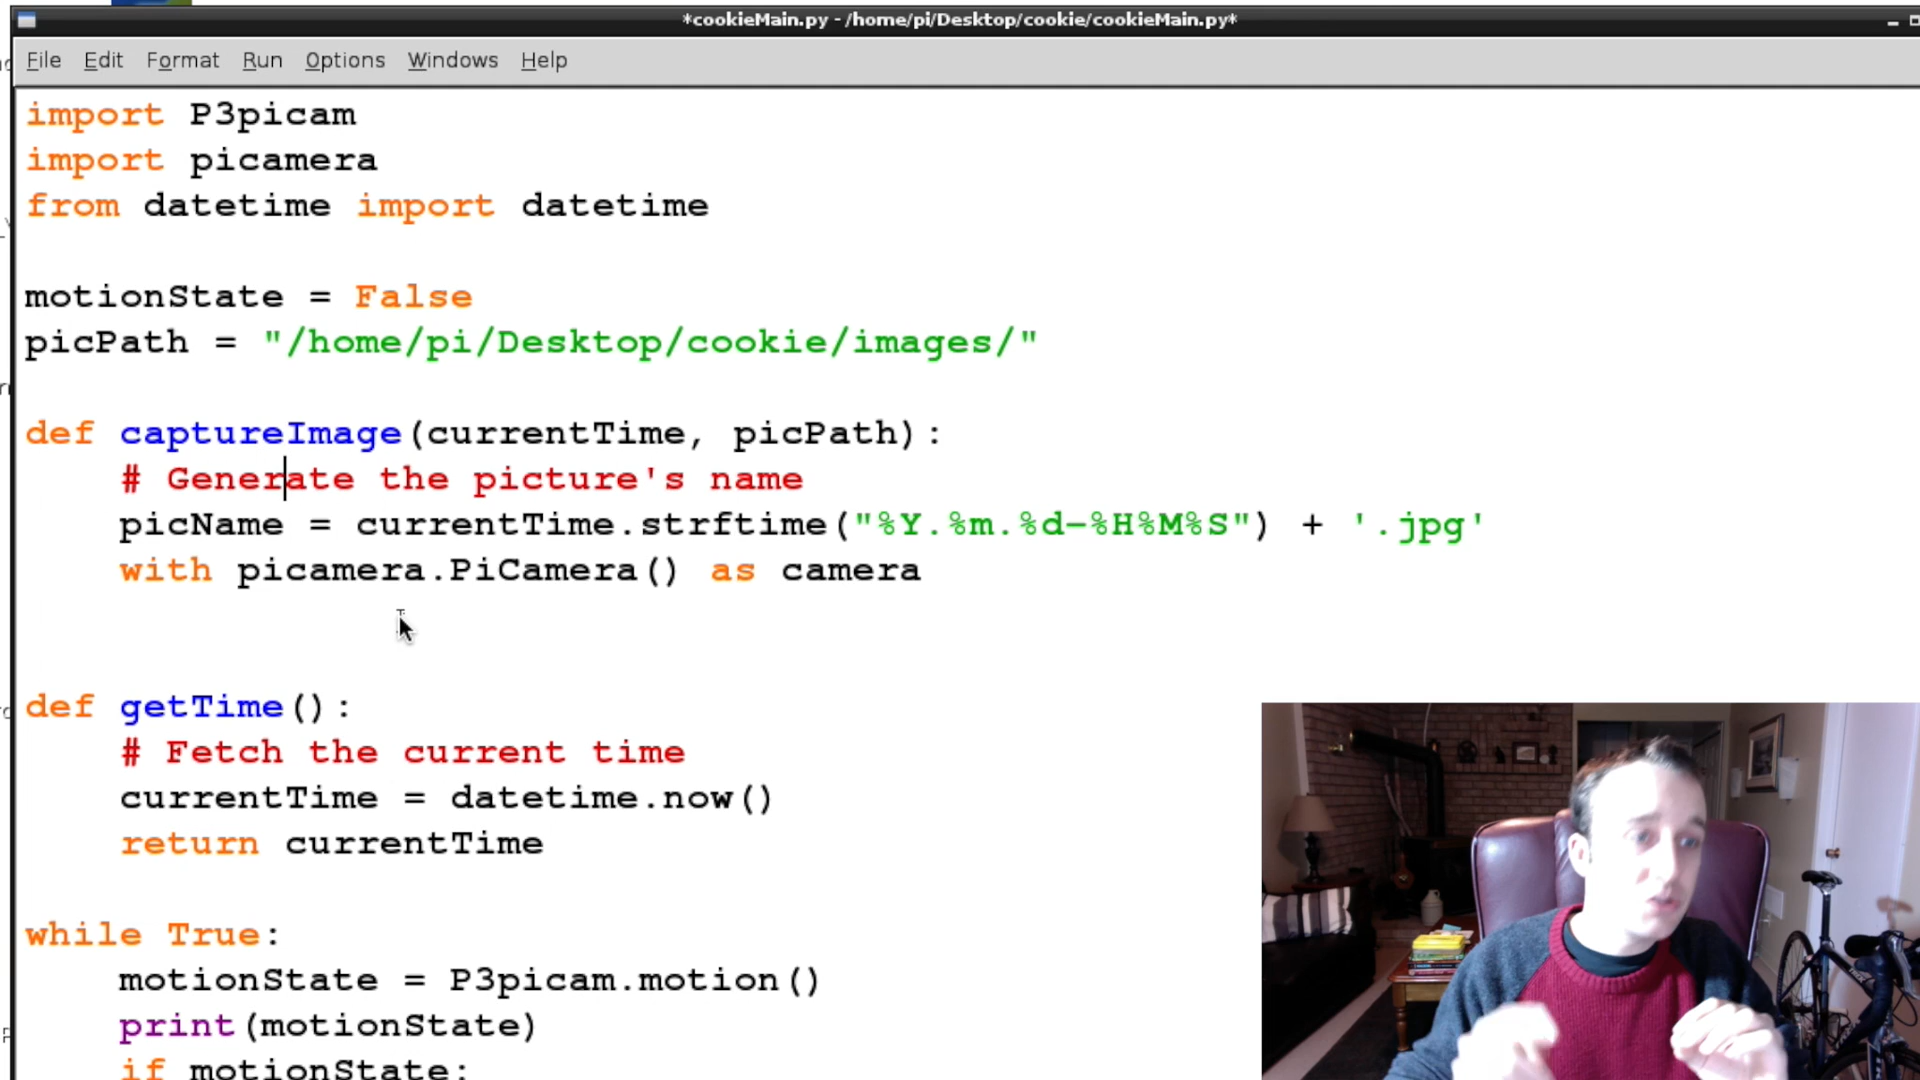 *cookieMain.py - /home/pi/Desktop/cookie/cookieMain.py*
File Edit Format Run Options Windows Help
import P3picam
import picamera
from datetime import datetime
motionState = False
picPath = "/home/pi/Desktop/cookie/images/"
def captureImage(currentTime, picPath):
# Generate the picture's name
picName = currentTime.strftime("%Y.%m.%d-%H%M%S") + '.jpg'
with picamera.PiCamera() as camera
def getTime():
# Fetch the current time
currentTime = datetime.now()
return currentTime
while True:
motionState = P3picam.motion()
print(motionState)
if motionState: